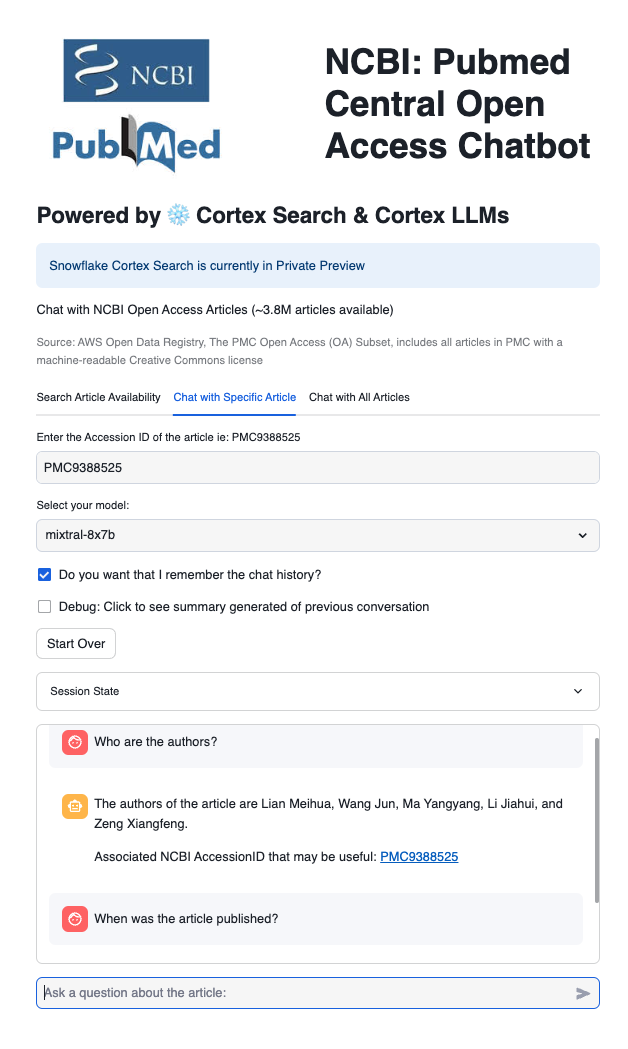 NCBI
PubMed
NCBI: Pubmed
Central Open
Access Chatbot
Powered by ❄️ Cortex Search & Cortex LLMs
Snowflake Cortex Search is currently in Private Preview
Chat with NCBI Open Access Articles (~3.8M articles available)
Source: AWS Open Data Registry, The PMC Open Access (OA) Subset, includes all articles in PMC with a
machine-readable Creative Commons license
Search Article Availability Chat with Specific Article Chat with All Articles
Enter the Accession ID of the article ie: PMC9388525
PMC9388525
Select your model:
mixtral-8x7b
Do you want that I remember the chat history?
Debug: Click to see summary generated of previous conversation
Start Over
Session State
Who are the authors?
The authors of the article are Lian Meihua, Wang Jun, Ma Yangyang, Li Jiahui, and
Zeng Xiangfeng.
Associated NCBI AccessionID that may be useful: PMC9388525
When was the article published?
Ask a question about the article: